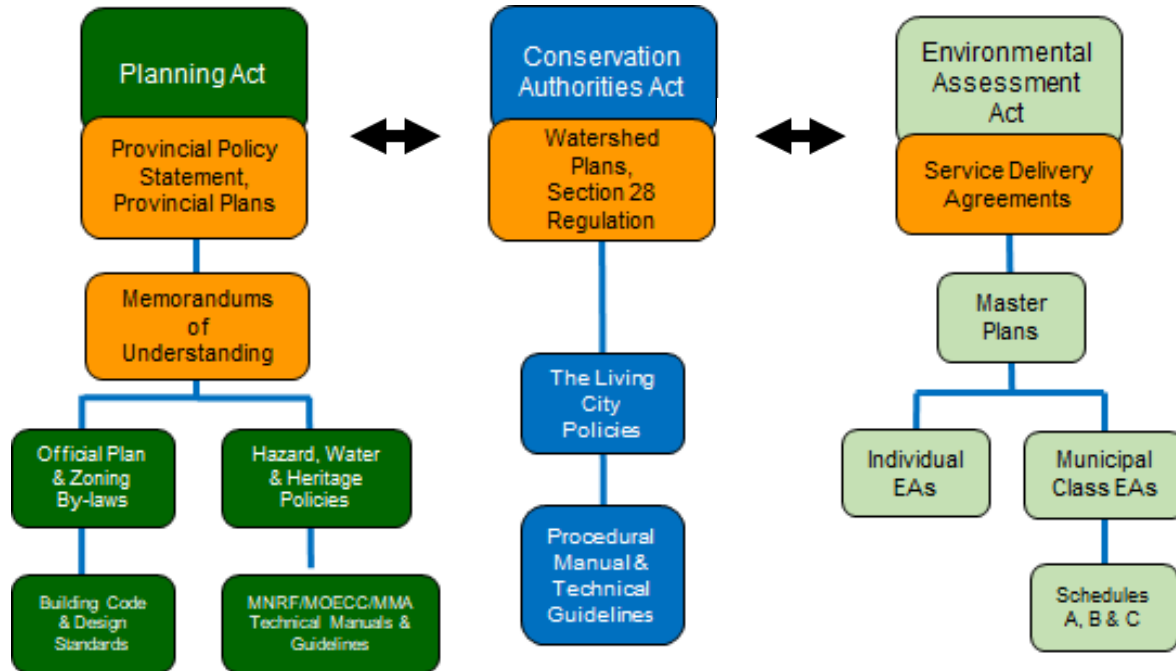 Planning Act
Provincial Policy
Statement,
Provincial Plans
Memorandums
of
Understanding
Official Plan
& Zoning
By-laws
Hazard, Water
& Heritage
Policies
Building Code
& Design
Standards
MNRF/MOECC/MMA
Technical Manuals &
Guidelines
Conservation
Authorities Act
Watershed
Plans,
Section 28
Regulation
The Living
City
Policies
Procedural
Manual &
Technical
Guidelines
Environmental
Assessment
Act
Service Delivery
Agreements
Master
Plans
Individual
EAs
Municipal
Class EAs
Schedules
A, B & C